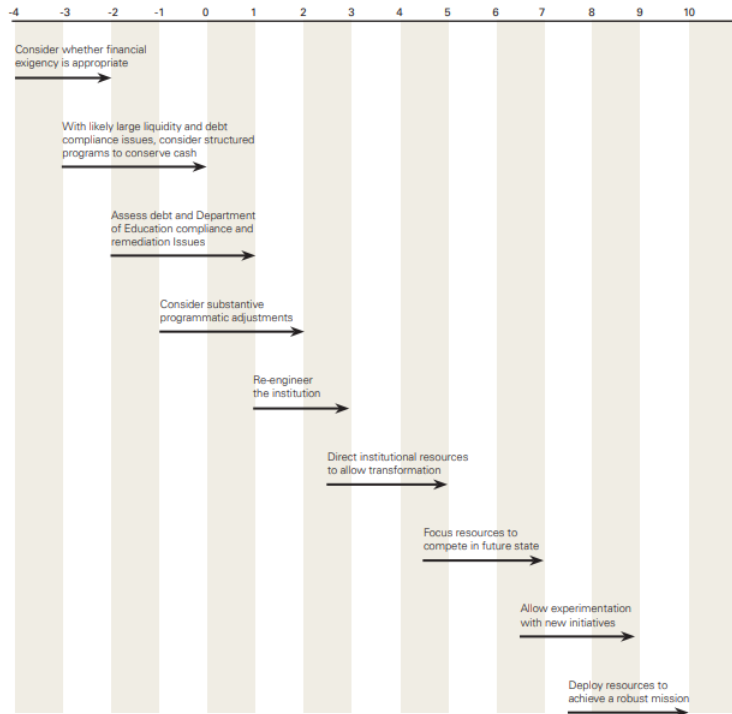 -4 -3 -2 -1 0 1 2 3 4 5 6 7 8 9 10
Consider whether financial
exigency is appropriate
With likely large liquidity and debt
compliance issues, consider structured
programs to conserve cash
Assess debt and Department
of Education compliance and
remediation Issues
Consider substantive
programmatic adjustments
Re-engineer
the institution
Direct institutional resources
to allow transformation
Focus resources to
compete in future state
Allow experimentation
with new initiatives
Deploy resources to
achieve a robust mission